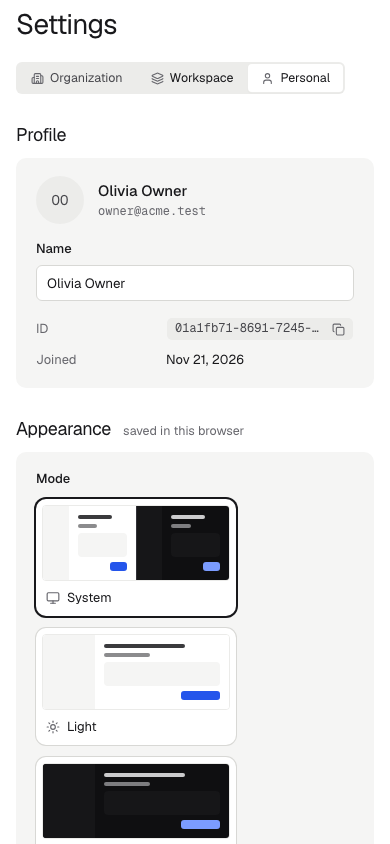 Settings
Organization Workspace Personal
Profile
OO Olivia Owner
owner@acme.test
Name
Olivia Owner
ID 01a1fb71-8691-7245-…
Joined Nov 21, 2026
Appearance saved in this browser
Mode
System
Light